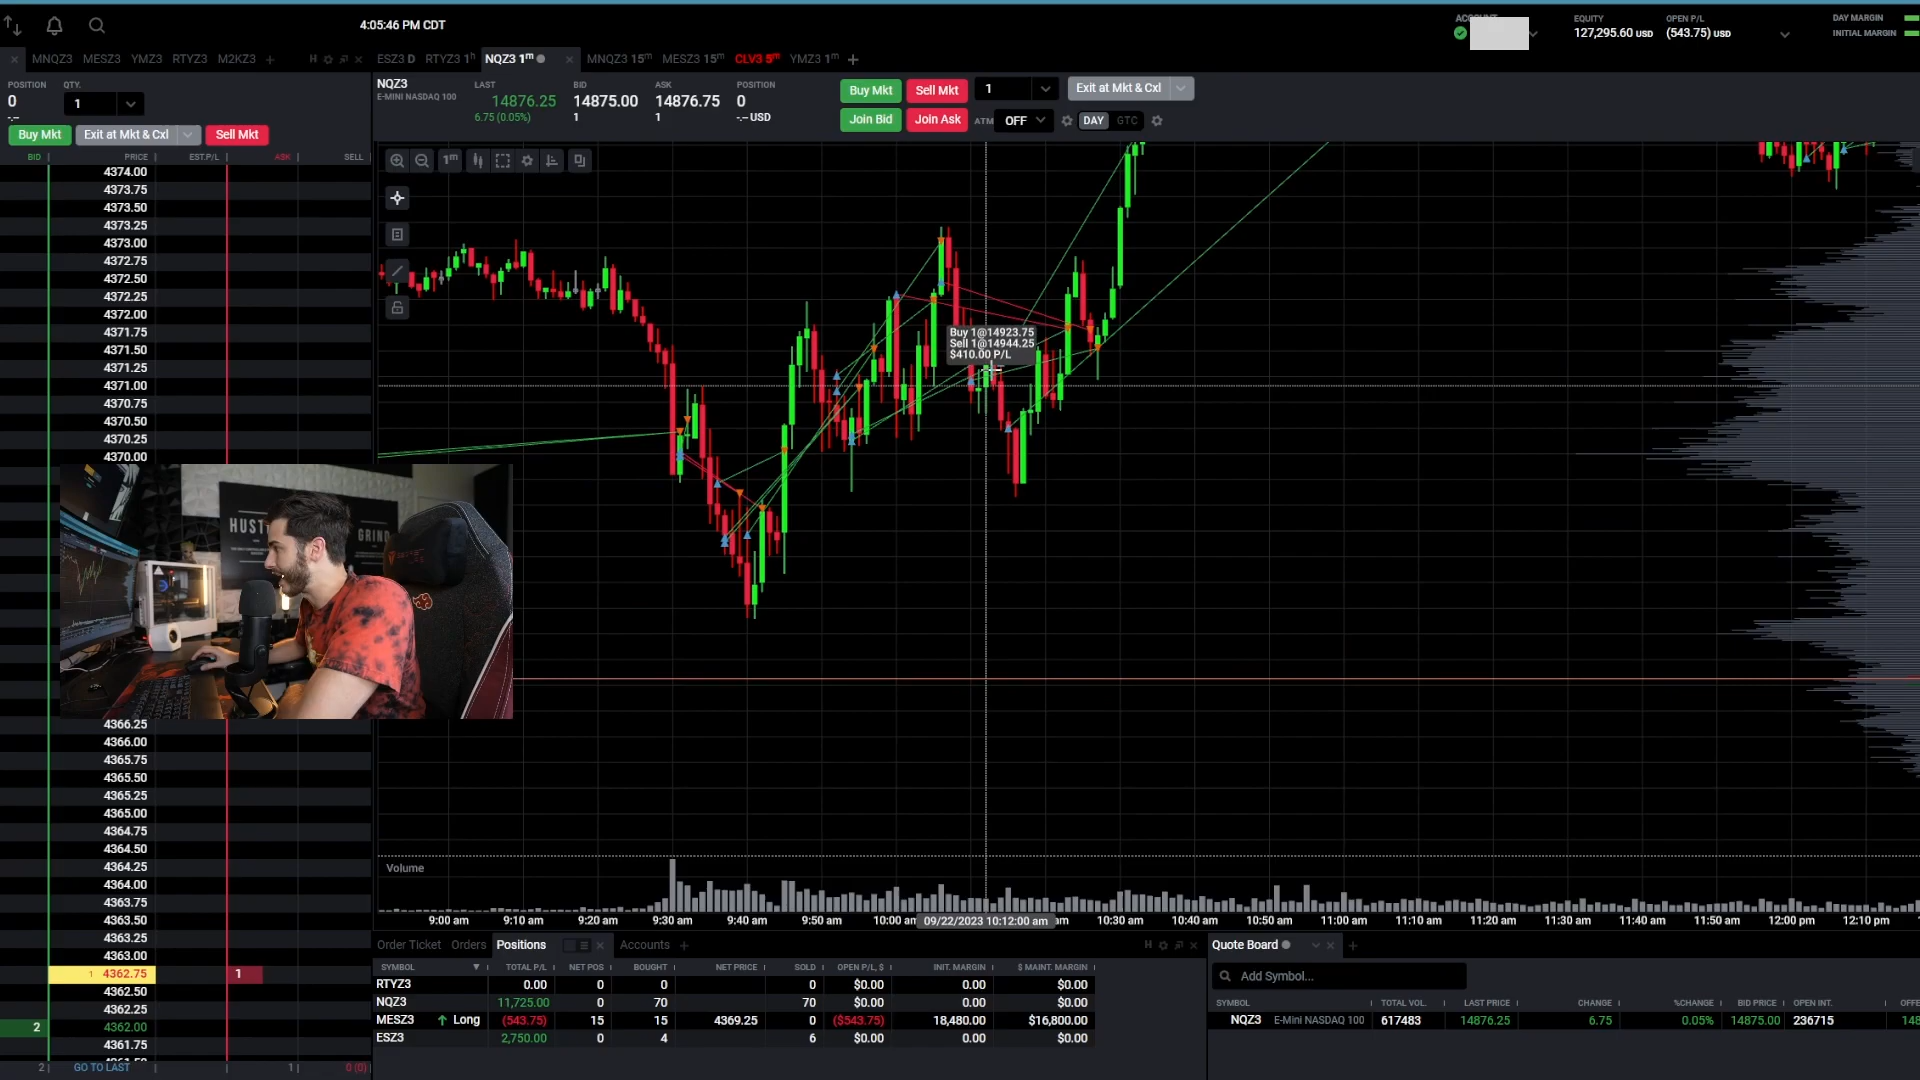 4:05:46 PM CDT
ACCOUNT
EQUITY
127,295.60 USD
OPEN P/L
(543.75) USD
DAY MARGIN
INITIAL MARGIN
MNQZ3 MESZ3 YMZ3 RTYZ3 M2KZ3 +
H
ESZ3 D RTYZ3 1h NQZ3 1m MNQZ3 15m MESZ3 15m CLV3 5m YMZ3 1m +
POSITION
0
-.--
QTY.
1
Buy Mkt Exit at Mkt & Cxl Sell Mkt
NQZ3
E-MINI NASDAQ 100
LAST
14876.25
6.75 (0.05%)
BID
14875.00
1
ASK
14876.75
1
POSITION
0
-.-- USD
Buy Mkt Sell Mkt 1 Exit at Mkt & Cxl
Join Bid Join Ask ATM OFF DAY GTC
BID PRICE EST.P/L ASK SELL
1m
4374.00
4373.75
4373.50
4373.25
4373.00
4372.75
4372.50
4372.25
4372.00
4371.75
4371.50
4371.25
4371.00
4370.75
4370.50
4370.25
4370.00
4366.25
4366.00
4365.75
4365.50
4365.25
4365.00
4364.75
4364.50
4364.25
4364.00
4363.75
4363.50
4363.25
4363.00
1 4362.75 1
4362.50
4362.25
2 4362.00
4361.75
2 GO TO LAST 1 0 (0)
Buy 1@14923.75
Sell 1@14944.25
$410.00 P/L
HUST
GRIND
Volume
9:00 am 9:10 am 9:20 am 9:30 am 9:40 am 9:50 am 10:00 am 09/22/2023 10:12:00 am 10:30 am 10:40 am 10:50 am 11:00 am 11:10 am 11:20 am 11:30 am 11:40 am 11:50 am 12:00 pm 12:10 pm
Order Ticket Orders Positions Accounts +
H
SYMBOL TOTAL P/L NET POS BOUGHT NET PRICE SOLD OPEN P/L, $ INIT. MARGIN $ MAINT. MARGIN
RTYZ3 0.00 0 0 0 $0.00 0.00 $0.00
NQZ3 11,725.00 0 70 70 $0.00 0.00 $0.00
MESZ3 Long (543.75) 15 15 4369.25 0 ($543.75) 18,480.00 $16,800.00
ESZ3 2,750.00 0 4 6 $0.00 0.00 $0.00
Quote Board
Add Symbol...
SYMBOL TOTAL VOL. LAST PRICE CHANGE %CHANGE BID PRICE OPEN INT.
NQZ3 E-Mini NASDAQ 100 617483 14876.25 6.75 0.05% 14875.00 236715